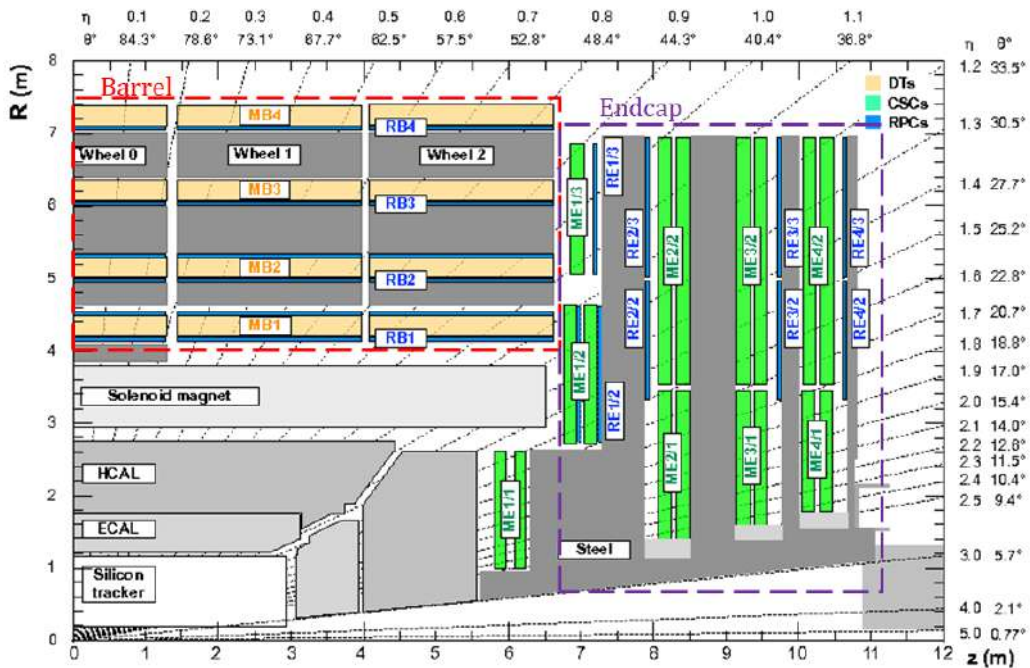 η 0.1 0.2 0.3 0.4 0.5 0.6 0.7 0.8 0.9 1.0 1.1
θ° 84.3° 78.6° 73.1° 67.7° 62.5° 57.5° 52.8° 48.4° 44.3° 40.4° 36.8° η θ°
R (m)
8
7
6
5
4
3
2
1
0
Barrel
Endcap
DTs
CSCs
RPCs
MB4
RB4
Wheel 0
Wheel 1
Wheel 2
MB3
RB3
MB2
RB2
MB1
RB1
Solenoid magnet
HCAL
ECAL
Silicon
tracker
Steel
ME1/3
RE1/3
ME1/2
RE1/2
ME1/1
RE2/3
RE2/2
ME2/2
ME2/1
ME3/2
ME3/1
RE3/3
RE3/2
ME4/2
ME4/1
RE4/3
RE4/2
1.2 33.5°
1.3 30.5°
1.4 27.7°
1.5 25.2°
1.6 22.8°
1.7 20.7°
1.8 18.8°
1.9 17.0°
2.0 15.4°
2.1 14.0°
2.2 12.8°
2.3 11.5°
2.4 10.4°
2.5 9.4°
3.0 5.7°
4.0 2.1°
5.0 0.77°
0 1 2 3 4 5 6 7 8 9 10 11 12
z (m)